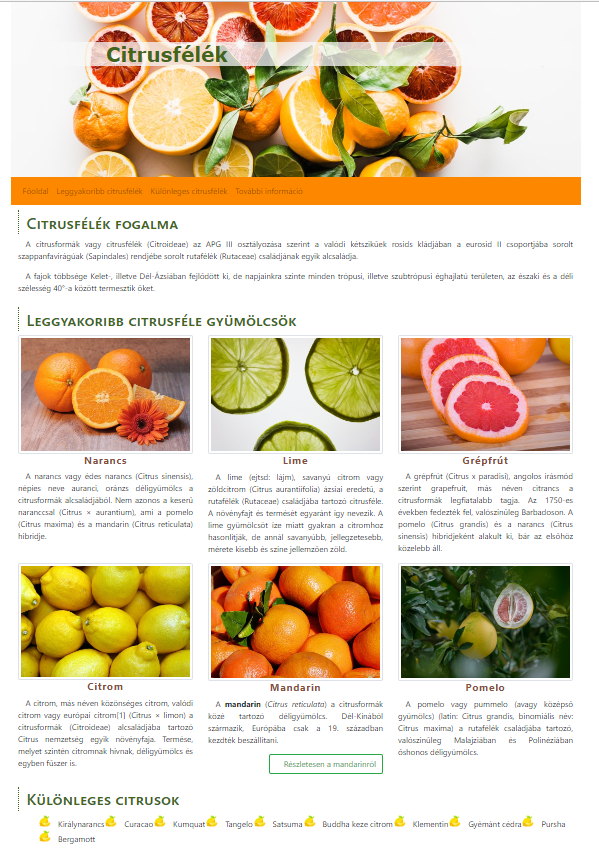 Citrusfélék
Főoldal Leggyakoribb citrusfélék Különleges citrusfélék További információ
Citrusfélék fogalma
A citrusformák vagy citrusfélék (Citroideae) az APG III osztályozása szerint a valódi kétszikűek rosids kládjában a eurosid II csoportjába sorolt
szappanfavirágúak (Sapindales) rendjébe sorolt rutafélék (Rutaceae) családjának egyik alcsaládja.
A fajok többsége Kelet-, illetve Dél-Ázsiában fejlődött ki, de napjainkra szinte minden trópusi, illetve szubtrópusi éghajlatú területen, az északi és a déli
szélesség 40°-a között termesztik őket.
Leggyakoribb citrusféle gyümölcsök
Narancs
A narancs vagy édes narancs (Citrus sinensis),
népies neve auranci, oránzs déligyümölcs a
citrusformák alcsaládjából. Nem azonos a keserű
naranccsal (Citrus × aurantium), ami a pomelo
(Citrus maxima) és a mandarin (Citrus reticulata)
hibridje.
Lime
A lime (ejtsd: lájm), savanyú citrom vagy
zöldcitrom (Citrus aurantiifolia) ázsiai eredetű, a
rutafélék (Rutaceae) családjába tartozó citrusféle.
A növényfajt és termését egyaránt így nevezik. A
lime gyümölcsöt íze miatt gyakran a citromhoz
hasonlítják, de annál savanyúbb, jellegzetesebb,
mérete kisebb és színe jellemzően zöld.
Grépfrút
A grépfrút (Citrus x paradisi), angolos írásmód
szerint grapefruit, más néven citrancs a
citrusformák legfiatalabb tagja. Az 1750-es
években fedezték fel, valószínűleg Barbadoson. A
pomelo (Citrus grandis) és a narancs (Citrus
sinensis) hibridjeként alakult ki, bár az elsőhöz
közelebb áll.
Citrom
A citrom, más néven közönséges citrom, valódi
citrom vagy európai citrom[1] (Citrus × limon) a
citrusformák (Citroideae) alcsaládjába tartozó
Citrus nemzetség egyik növényfaja. Termése,
melyet szintén citromnak hívnak, déligyümölcs és
egyben fűszer is.
Mandarin
A mandarin (Citrus reticulata) a citrusformák
közé tartozó déligyümölcs. Dél-Kínából
származik, Európába csak a 19. században
kezdték beszállítani.
Részletesen a mandarinról
Pomelo
A pomelo vagy pummelo (avagy középső
gyümölcs) (latin: Citrus grandis, binomiális név:
Citrus maxima) a rutafélék családjába tartozó,
valószínűleg Malajziában és Polinéziában
őshonos déligyümölcs.
Különleges citrusok
Királynarancs Curacao Kumquat Tangelo Satsuma Buddha keze citrom Klementin Gyémánt cédra Pursha
Bergamott